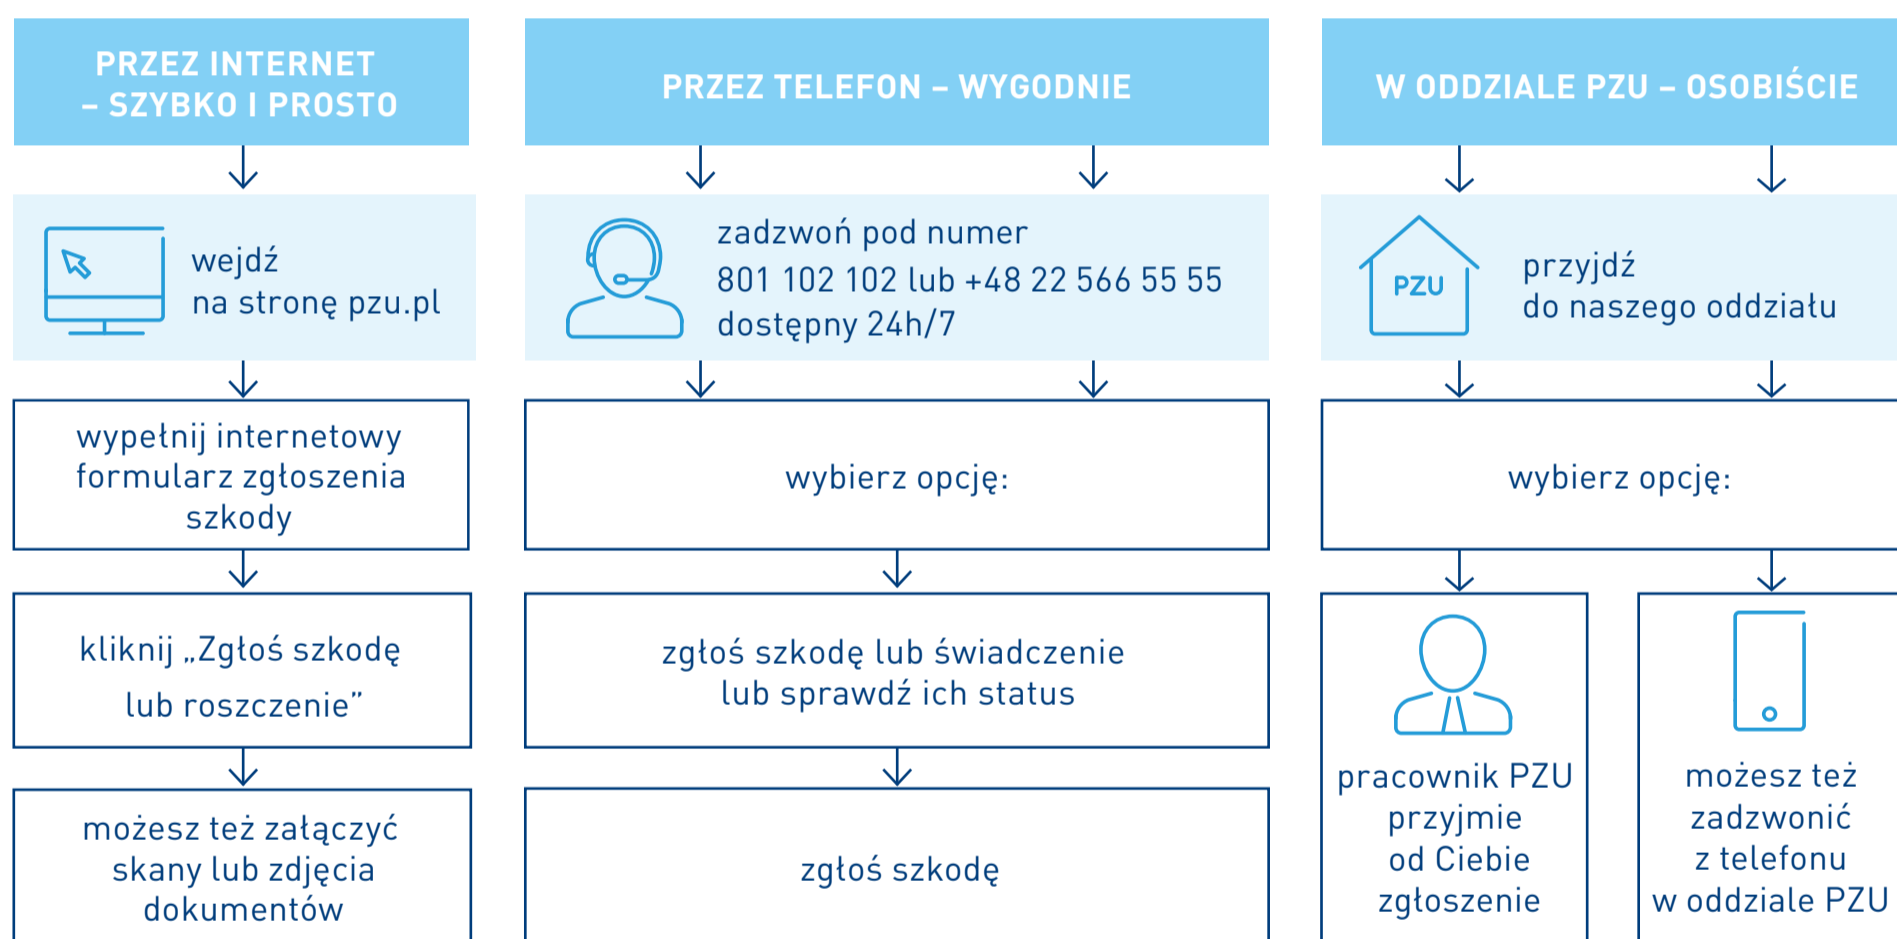 PRZEZ INTERNET
– SZYBKO I PROSTO
wejdź
na stronę pzu.pl
wypełnij internetowy
formularz zgłoszenia
szkody
kliknij „Zgłoś szkodę
lub roszczenie”
możesz też załączyć
skany lub zdjęcia
dokumentów
PRZEZ TELEFON – WYGODNIE
zadzwoń pod numer
801 102 102 lub +48 22 566 55 55
dostępny 24h/7
wybierz opcję:
zgłoś szkodę lub świadczenie
lub sprawdź ich status
zgłoś szkodę
W ODDZIALE PZU – OSOBIŚCIE
PZU
przyjdź
do naszego oddziału
wybierz opcję:
pracownik PZU
przyjmie
od Ciebie
zgłoszenie
możesz też
zadzwonić
z telefonu
w oddziale PZU